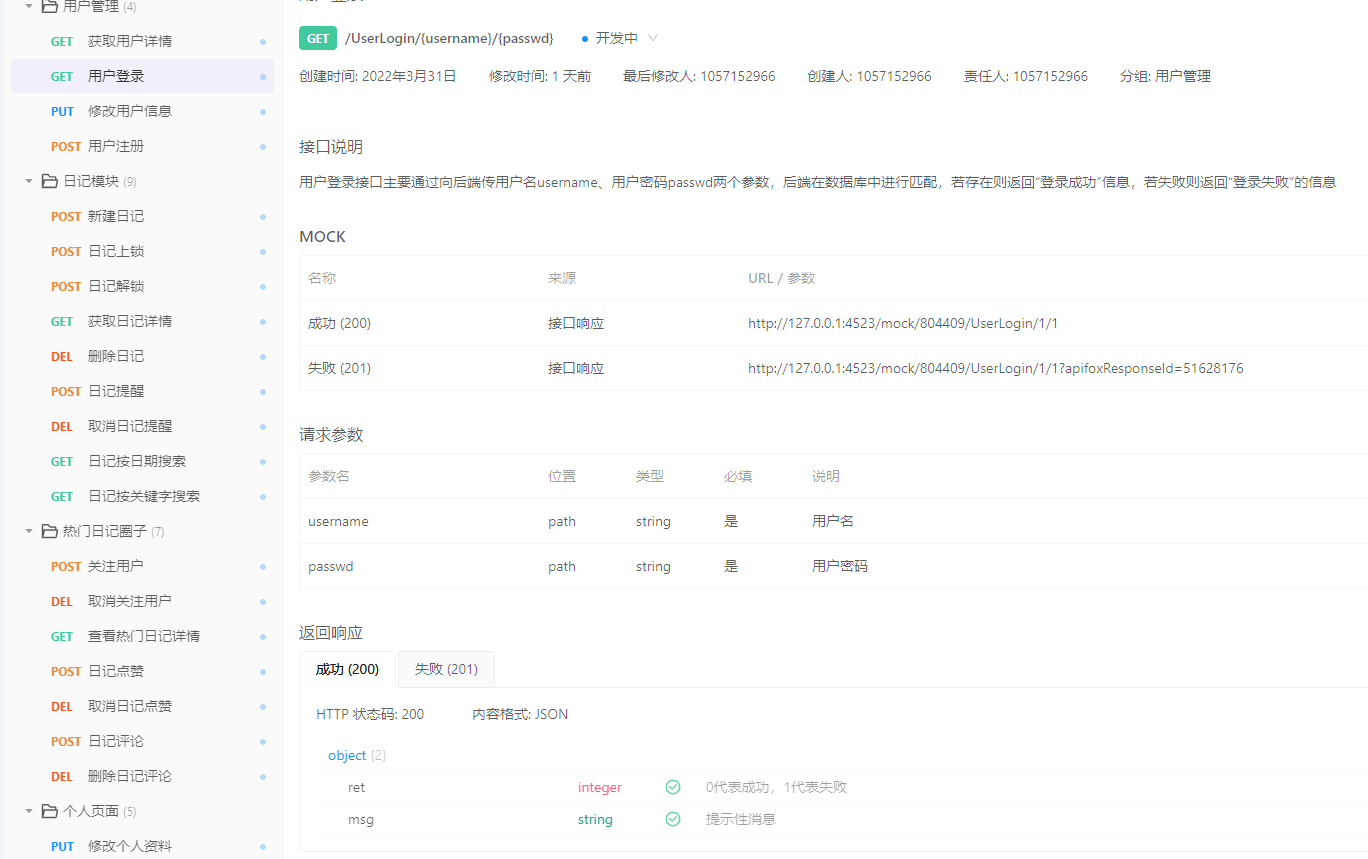 用户管理 (4)
GET 获取用户详情
GET 用户登录
PUT 修改用户信息
POST 用户注册
日记模块 (9)
POST 新建日记
POST 日记上锁
POST 日记解锁
GET 获取日记详情
DEL 删除日记
POST 日记提醒
DEL 取消日记提醒
GET 日记按日期搜索
GET 日记按关键字搜索
热门日记圈子 (7)
POST 关注用户
DEL 取消关注用户
GET 查看热门日记详情
POST 日记点赞
DEL 取消日记点赞
POST 日记评论
DEL 删除日记评论
个人页面 (5)
PUT 修改个人资料
GET /UserLogin/{username}/{passwd} 开发中
创建时间: 2022年3月31日 修改时间: 1 天前 最后修改人: 1057152966 创建人: 1057152966 责任人: 1057152966 分组: 用户管理
接口说明
用户登录接口主要通过向后端传用户名username、用户密码passwd两个参数，后端在数据库中进行匹配，若存在则返回“登录成功”信息，若失败则返回“登录失败”的信息
MOCK
名称 来源 URL / 参数
成功 (200) 接口响应 http://127.0.0.1:4523/mock/804409/UserLogin/1/1
失败 (201) 接口响应 http://127.0.0.1:4523/mock/804409/UserLogin/1/1?apifoxResponseId=51628176
请求参数
参数名 位置 类型 必填 说明
username path string 是 用户名
passwd path string 是 用户密码
返回响应
成功 (200) 失败 (201)
HTTP 状态码: 200 内容格式: JSON
object {2}
ret integer 0代表成功，1代表失败
msg string 提示性消息